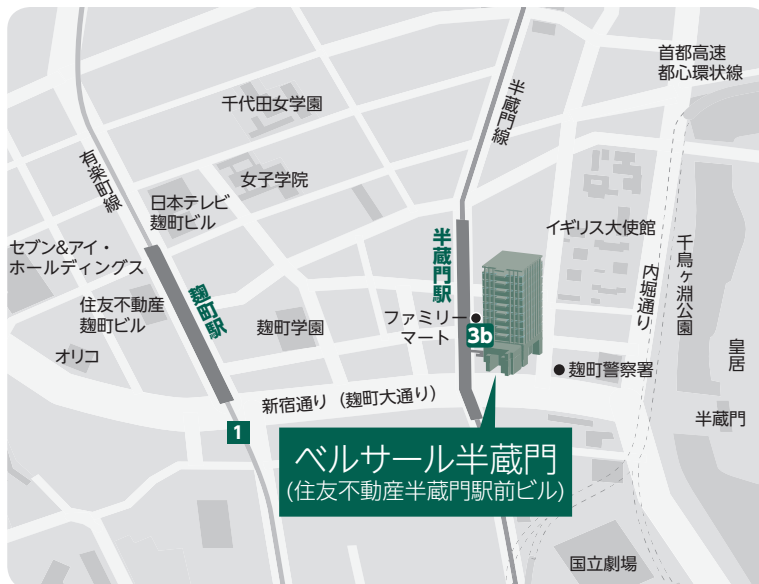 首都高速
都心環状線
千代田女学園
半蔵門線
有楽町線
女子学院
日本テレビ
麹町ビル
イギリス大使館
千鳥ヶ淵公園
セブン&アイ・
ホールディングス
半蔵門駅
内堀通り
麹町駅
住友不動産
麹町ビル
ファミリー
マート
3b
麹町学園
オリコ
皇居
麹町警察署
新宿通り（麹町大通り）
半蔵門
1
ベルサール半蔵門
(住友不動産半蔵門駅前ビル)
国立劇場